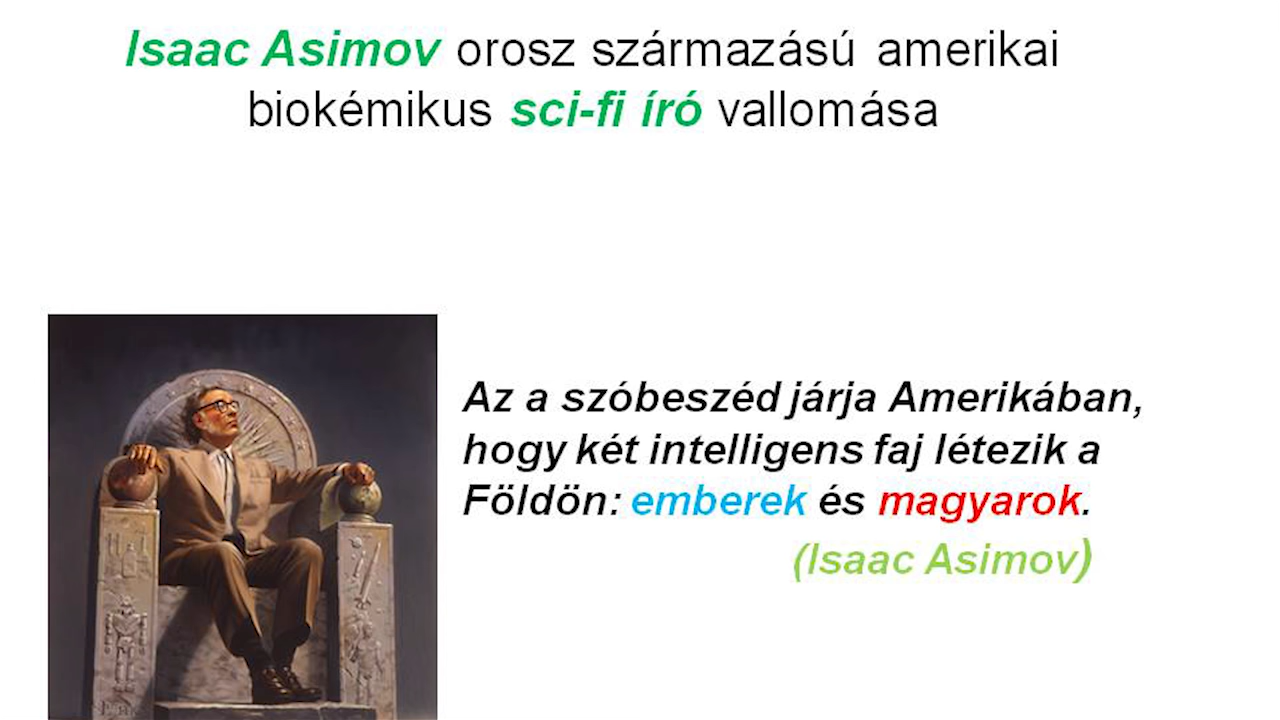 Isaac Asimov orosz származású amerikai
biokémikus sci-fi író vallomása
Az a szóbeszéd járja Amerikában,
hogy két intelligens faj létezik a
Földön: emberek és magyarok.
(Isaac Asimov)